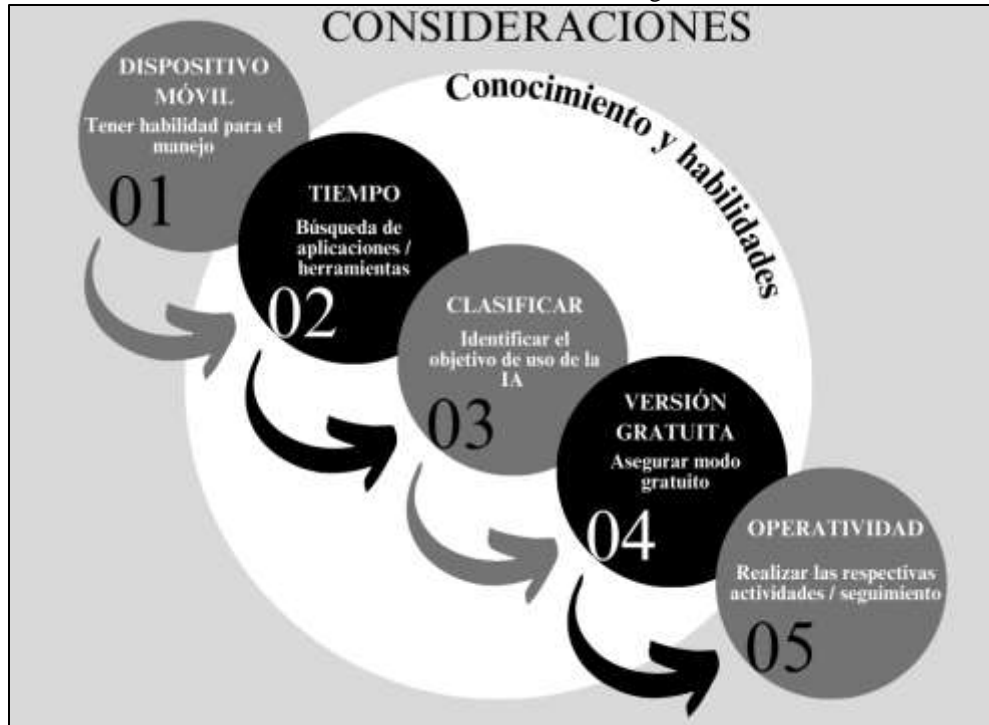 CONSIDERACIONES
Conocimiento y habilidades
DISPOSITIVO
MÓVIL
Tener habilidad para el
manejo
01
TIEMPO
Búsqueda de
aplicaciones /
herramientas
02
CLASIFICAR
Identificar el
objetivo de uso de la
IA
03
VERSIÓN
GRATUITA
Asegurar modo
gratuito
04
OPERATIVIDAD
Realizar las respectivas
actividades / seguimiento
05